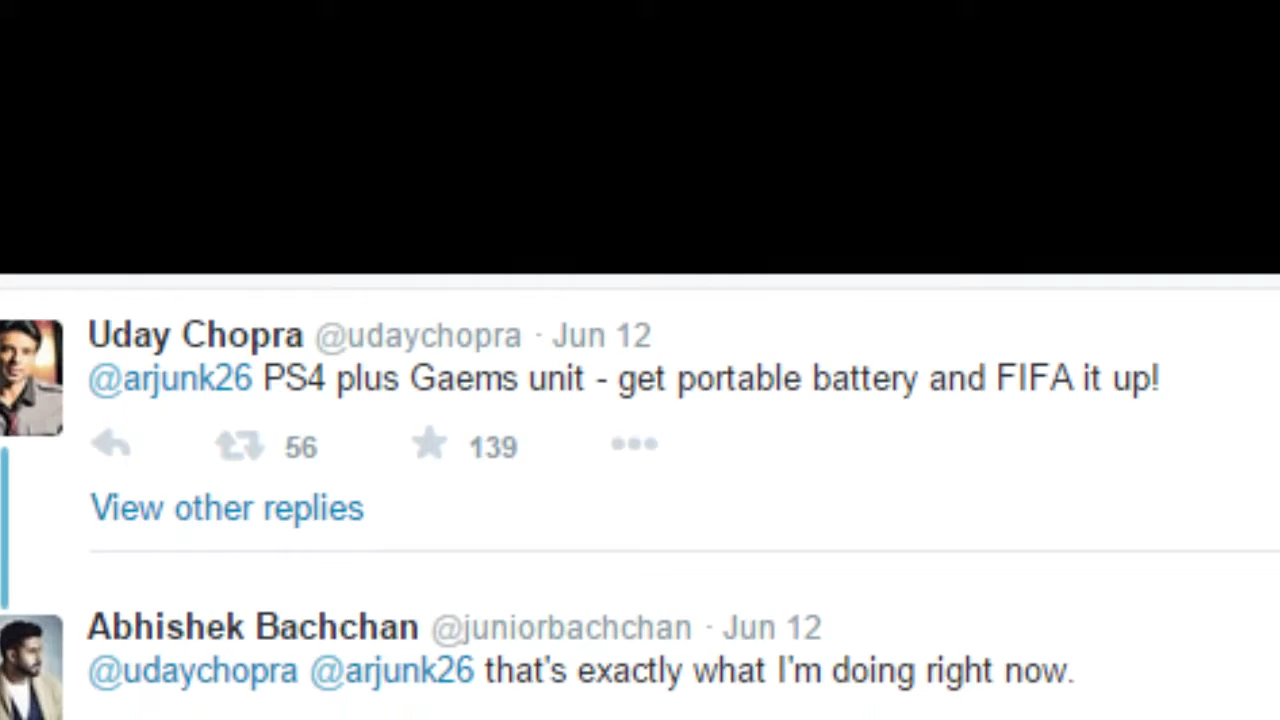 Uday Chopra @udaychopra · Jun 12
@arjunk26 PS4 plus Gaems unit - get portable battery and FIFA it up!
56 139
View other replies
Abhishek Bachchan @juniorbachchan · Jun 12
@udaychopra @arjunk26 that's exactly what I'm doing right now.